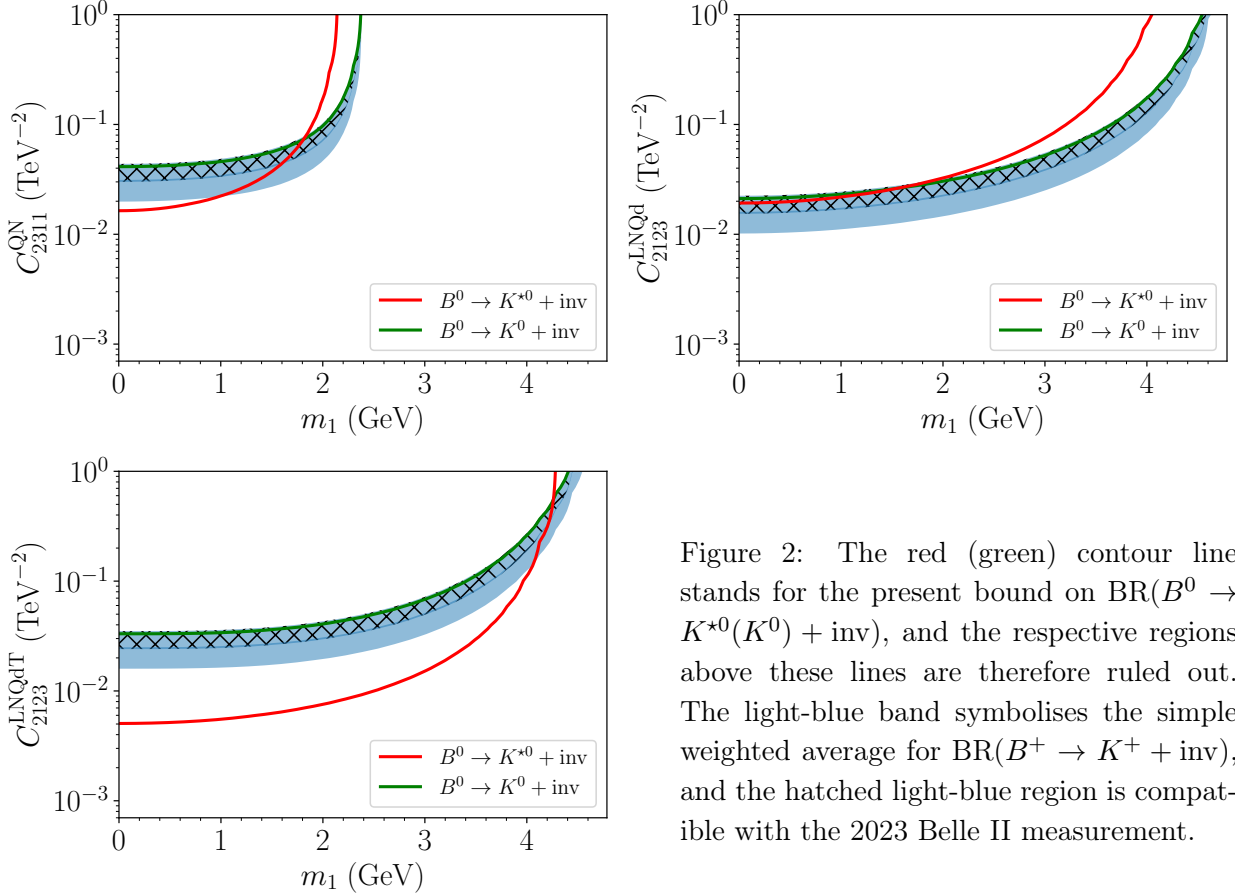 10^0
10^{-1}
10^{-2}
10^{-3}
C_{2311}^{QN} (TeV^{-2})
0 1 2 3 4
m_1 (GeV)
B^0 → K^{⋆0} + inv
B^0 → K^0 + inv
10^0
10^{-1}
10^{-2}
10^{-3}
C_{2123}^{LNQd} (TeV^{-2})
0 1 2 3 4
m_1 (GeV)
B^0 → K^{⋆0} + inv
B^0 → K^0 + inv
10^0
10^{-1}
10^{-2}
10^{-3}
C_{2123}^{LNQdT} (TeV^{-2})
0 1 2 3 4
m_1 (GeV)
B^0 → K^{⋆0} + inv
B^0 → K^0 + inv
Figure 2: The red (green) contour line
stands for the present bound on BR(B^0 →
K^{⋆0}(K^0) + inv), and the respective regions
above these lines are therefore ruled out.
The light-blue band symbolises the simple
weighted average for BR(B^+ → K^+ + inv),
and the hatched light-blue region is compat-
ible with the 2023 Belle II measurement.